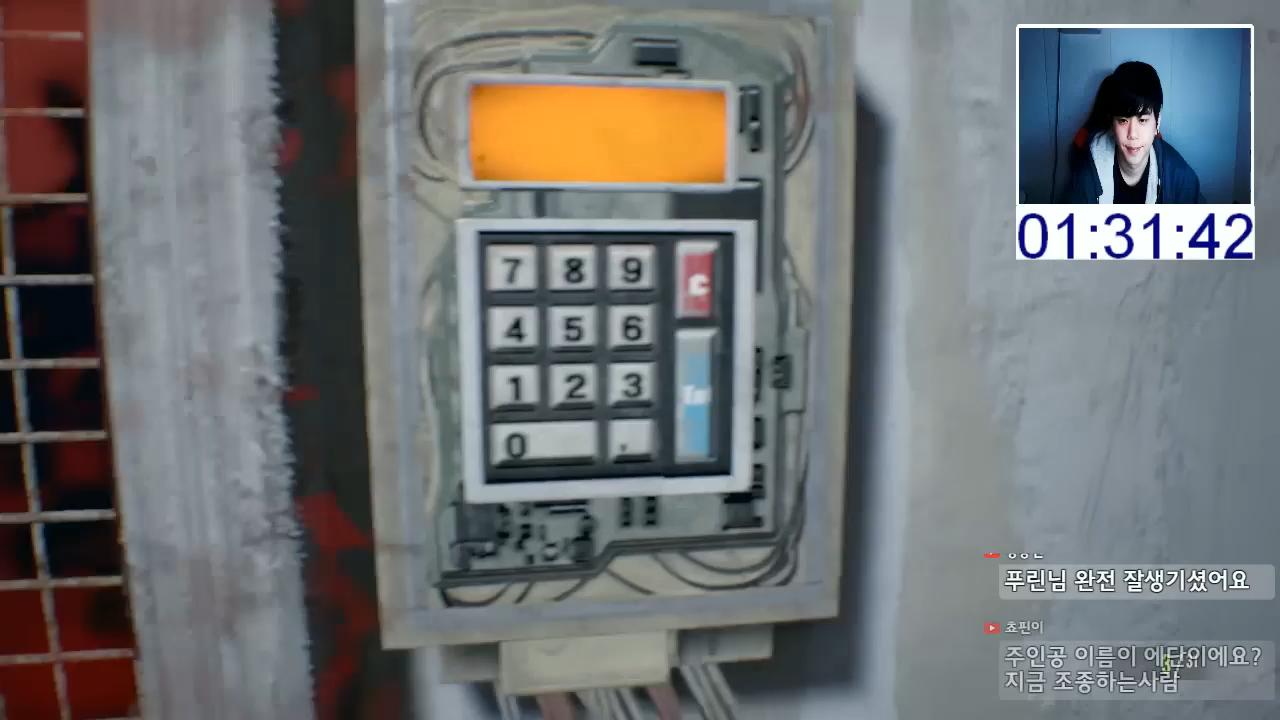 01:31:42
7 8 9 C
4 5 6
1 2 3
0 .
푸린님 완전 잘생기셨어요
쵸핀이
주인공 이름이 에단이에요?
지금 조종하는사람